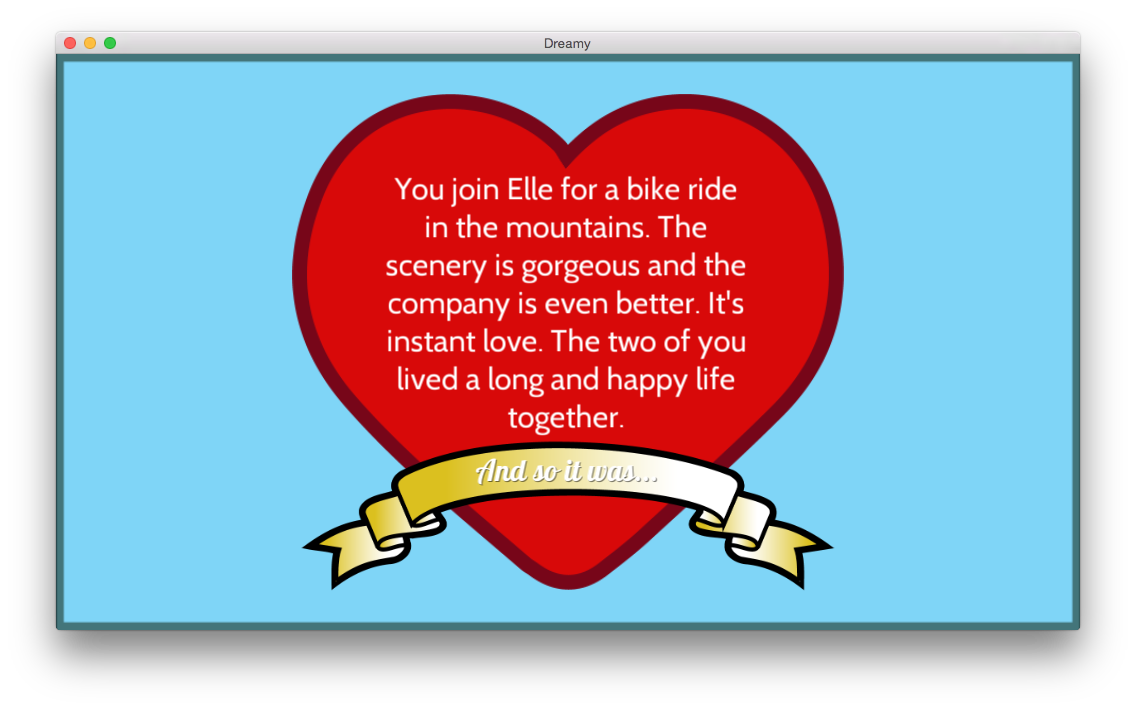 Dreamy
You join Elle for a bike ride
in the mountains. The
scenery is gorgeous and the
company is even better. It's
instant love. The two of you
lived a long and happy life
together.
And so it was...